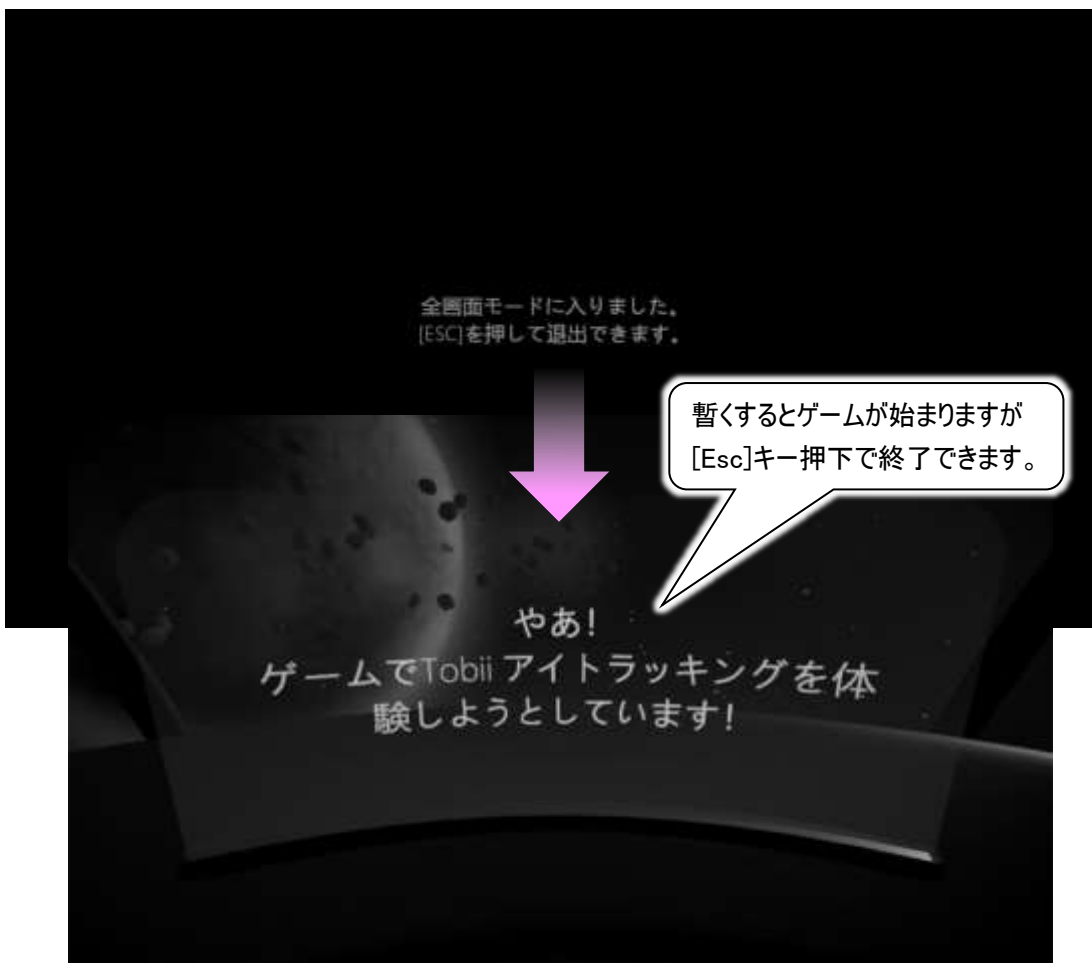 全画面モードに入りました。
[ESC]を押して退出できます。
暫くするとゲームが始まりますが
[Esc]キー押下で終了できます。
やあ!
ゲームでTobii アイトラッキングを体
験しようとしています!